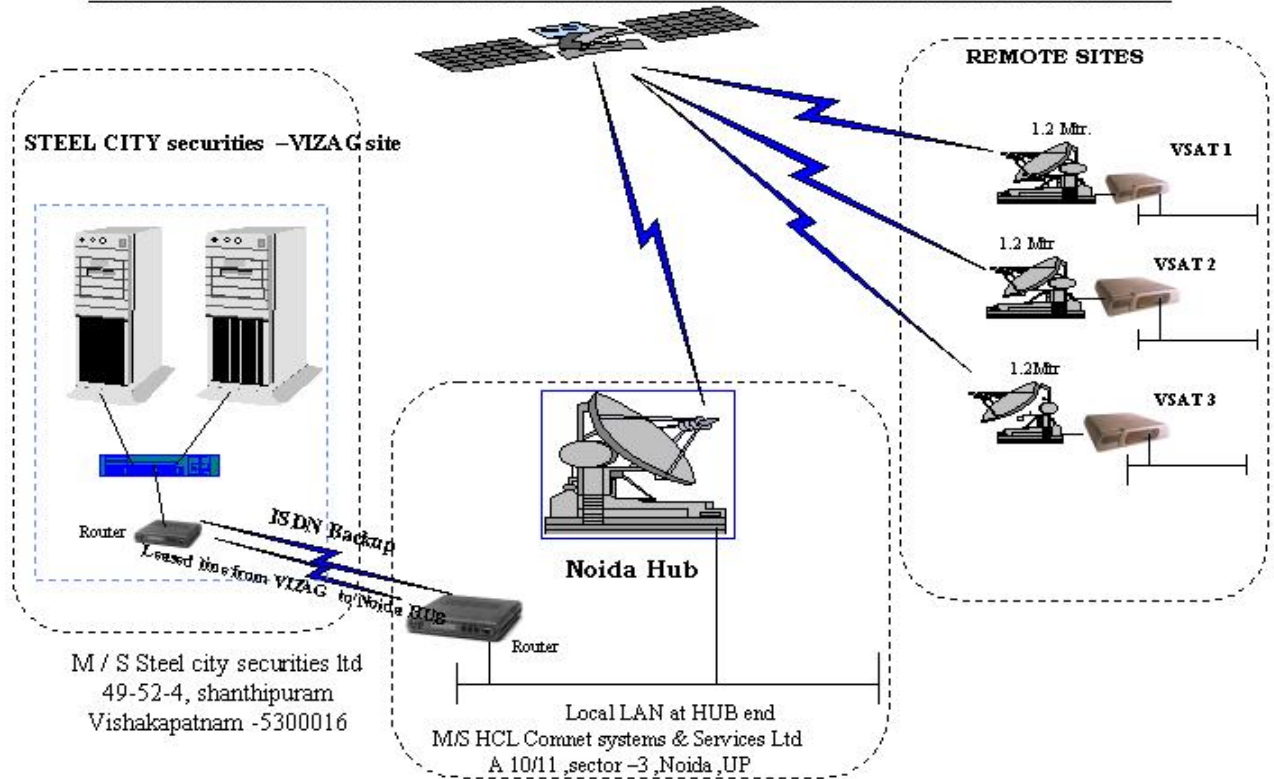 REMOTE SITES
STEEL CITY securities –VIZAG site
1.2 Mtr.
VSAT 1
1.2 Mtr
VSAT 2
1.2Mtr
VSAT 3
Router
ISDN Backup
Leased line from VIZAG to Noida HUB
Noida Hub
Router
M / S Steel city securities ltd
49-52-4, shanthipuram
Vishakapatnam -5300016
Local LAN at HUB end
M/S HCL Comnet systems & Services Ltd
A 10/11 ,sector –3 ,Noida ,UP